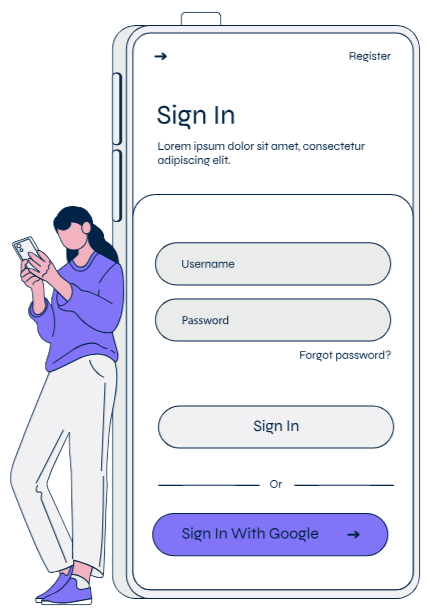 Register
Sign In
Lorem ipsum dolor sit amet, consectetur
adipiscing elit.
Username
Password
Forgot password?
Sign In
Or
Sign In With Google